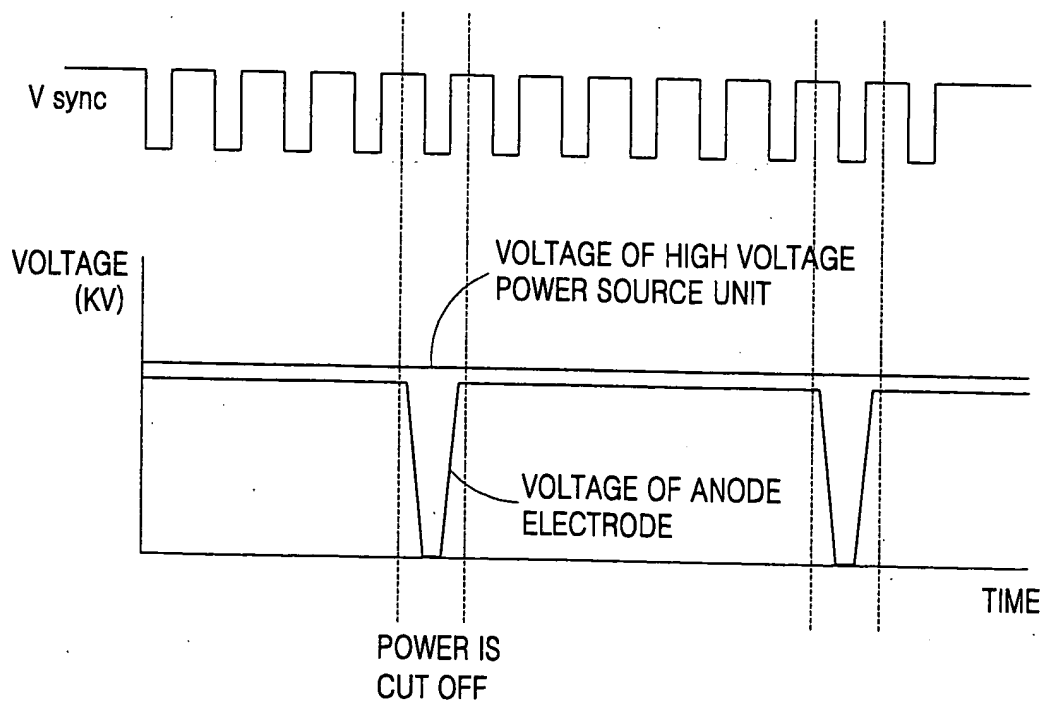 V sync
VOLTAGE
(KV)
VOLTAGE OF HIGH VOLTAGE
POWER SOURCE UNIT
VOLTAGE OF ANODE
ELECTRODE
TIME
POWER IS
CUT OFF